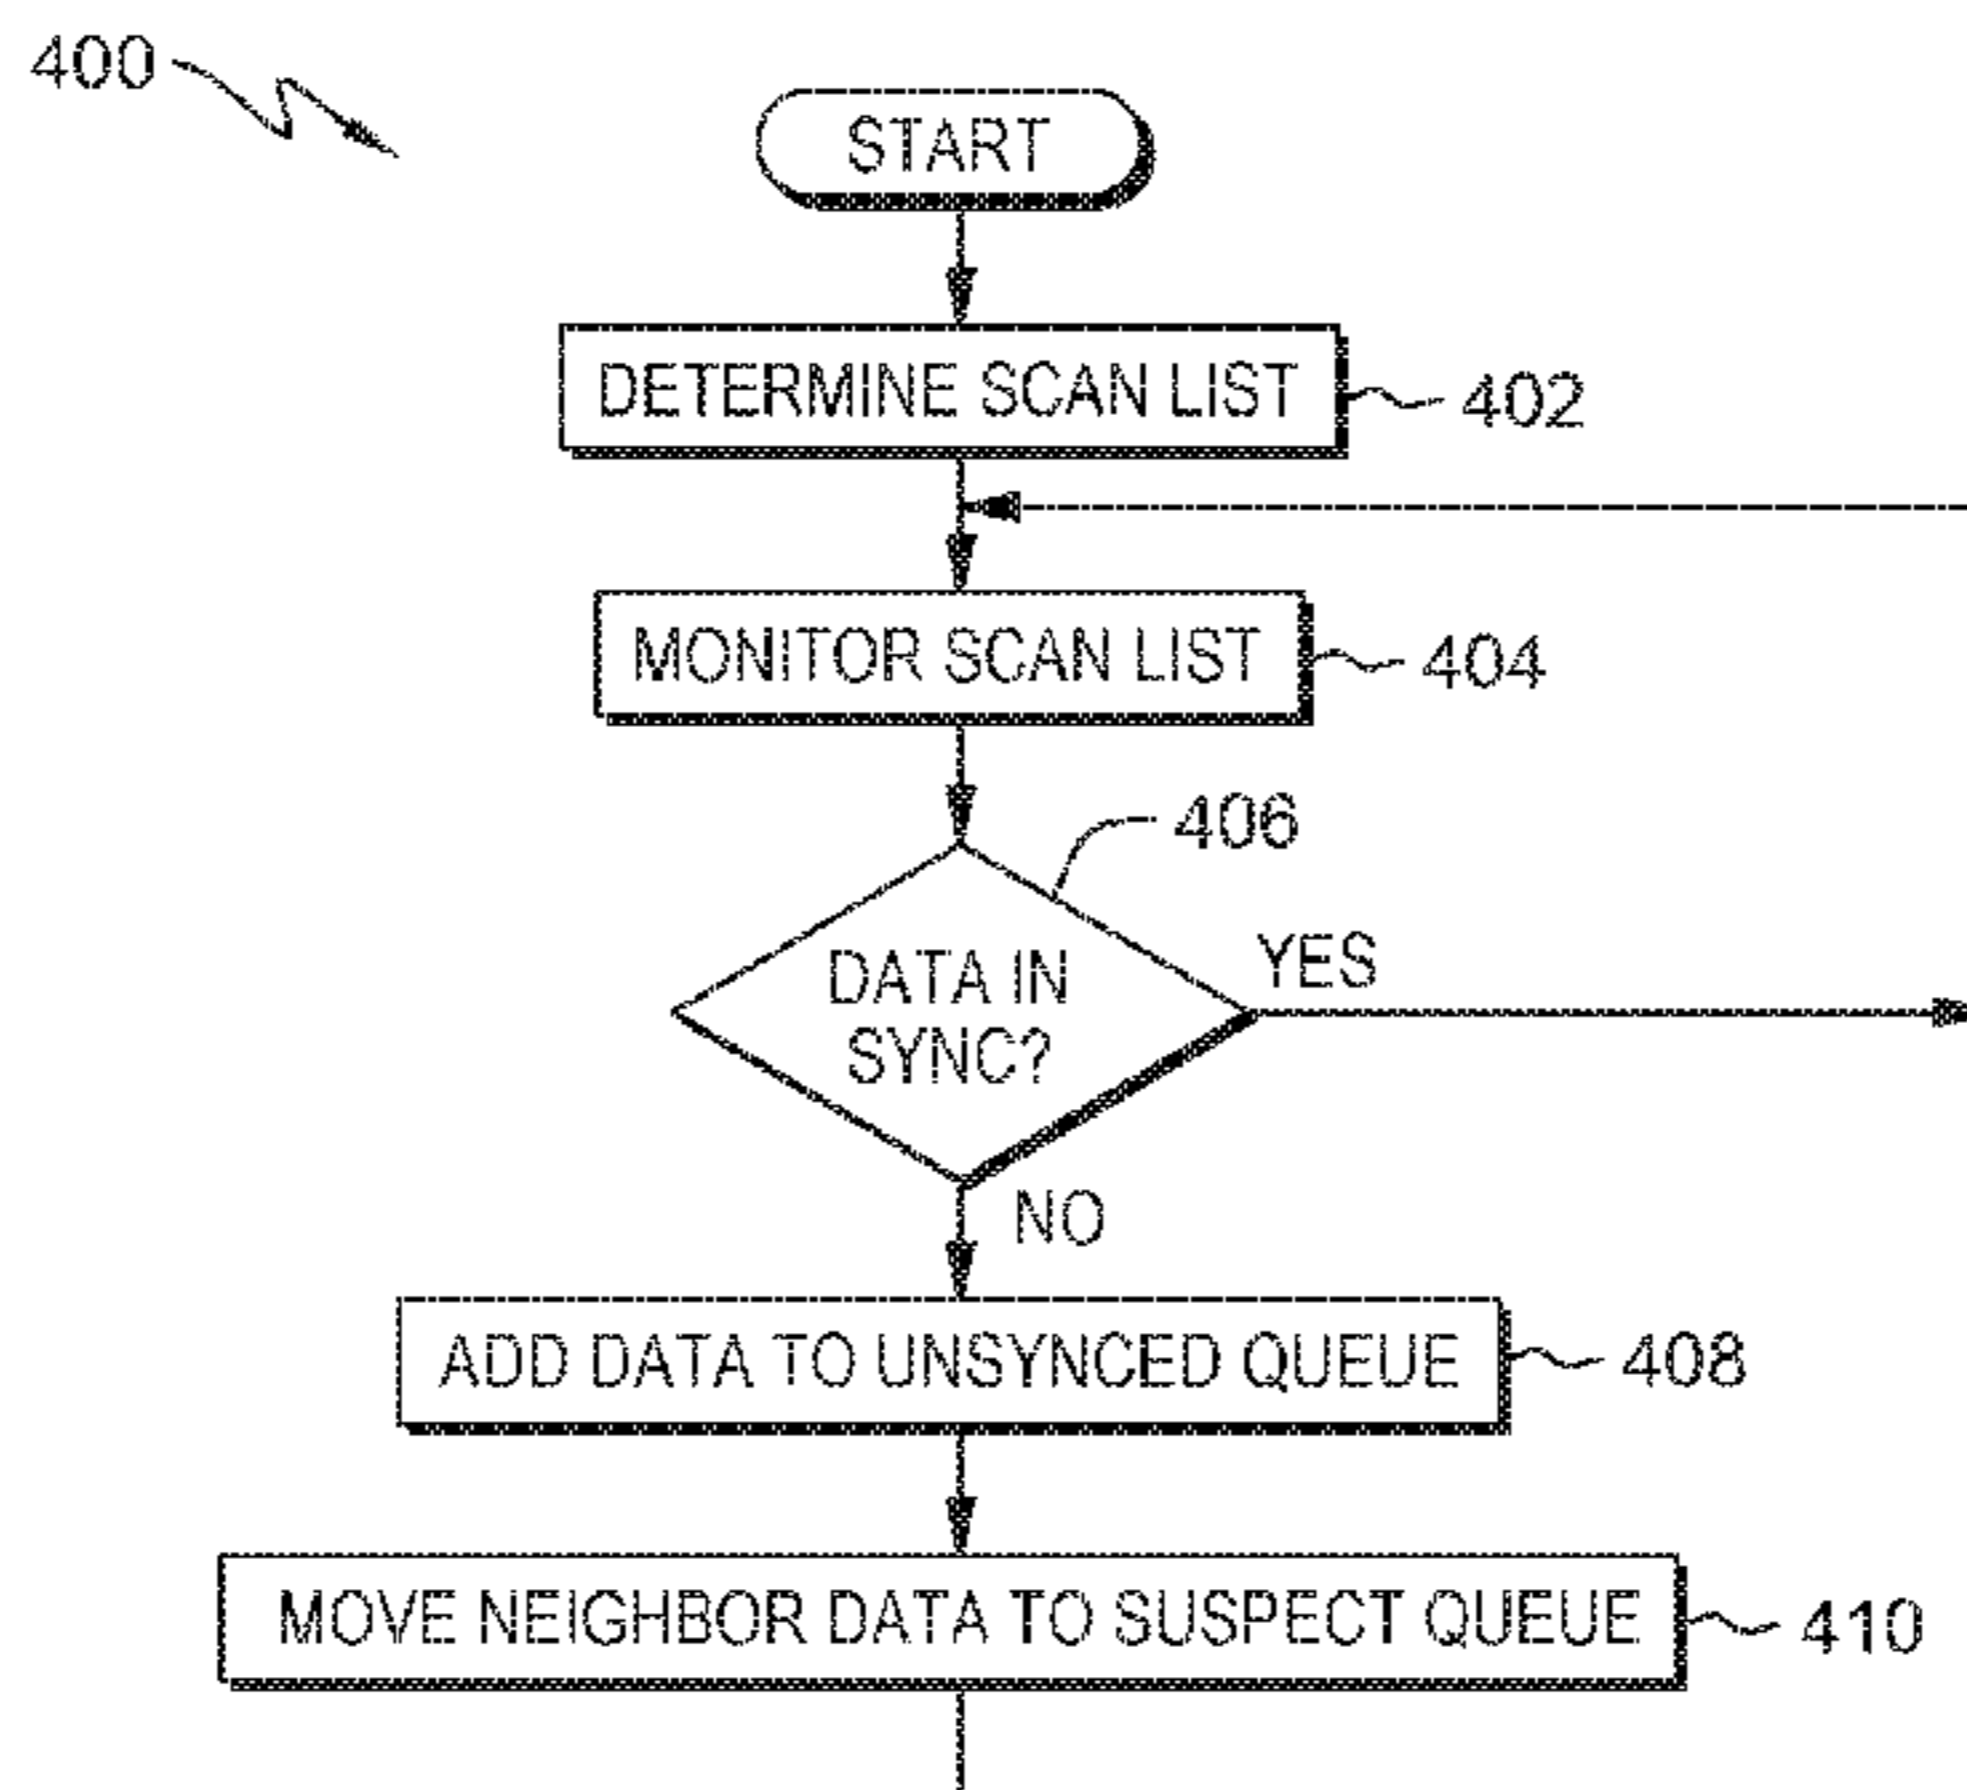 400
START
DETERMINE SCAN LIST
402
MONITOR SCAN LIST
404
406
DATA IN
SYNC?
YES
NO
ADD DATA TO UNSYNCED QUEUE
408
MOVE NEIGHBOR DATA TO SUSPECT QUEUE
410